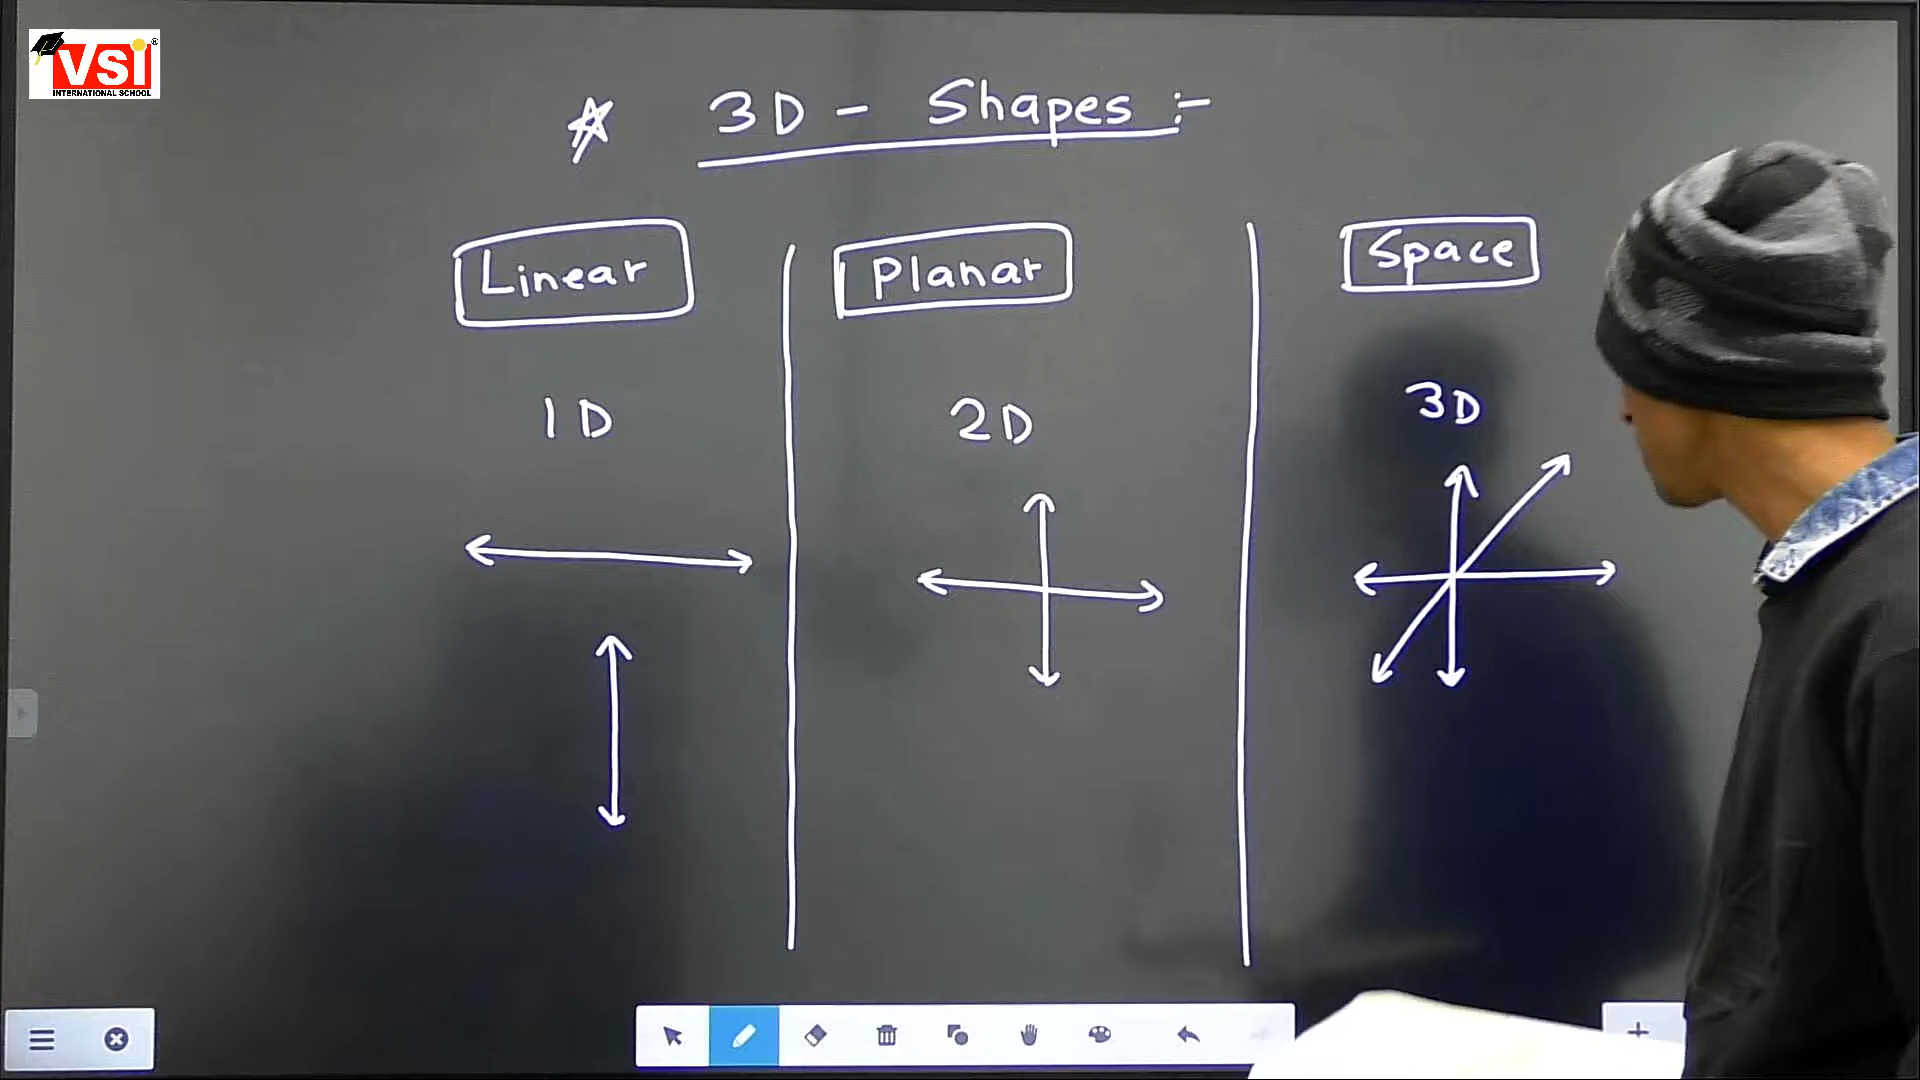 VSI
INTERNATIONAL SCHOOL
3D - Shapes :-
Linear
Planar
Space
1D
2D
3D